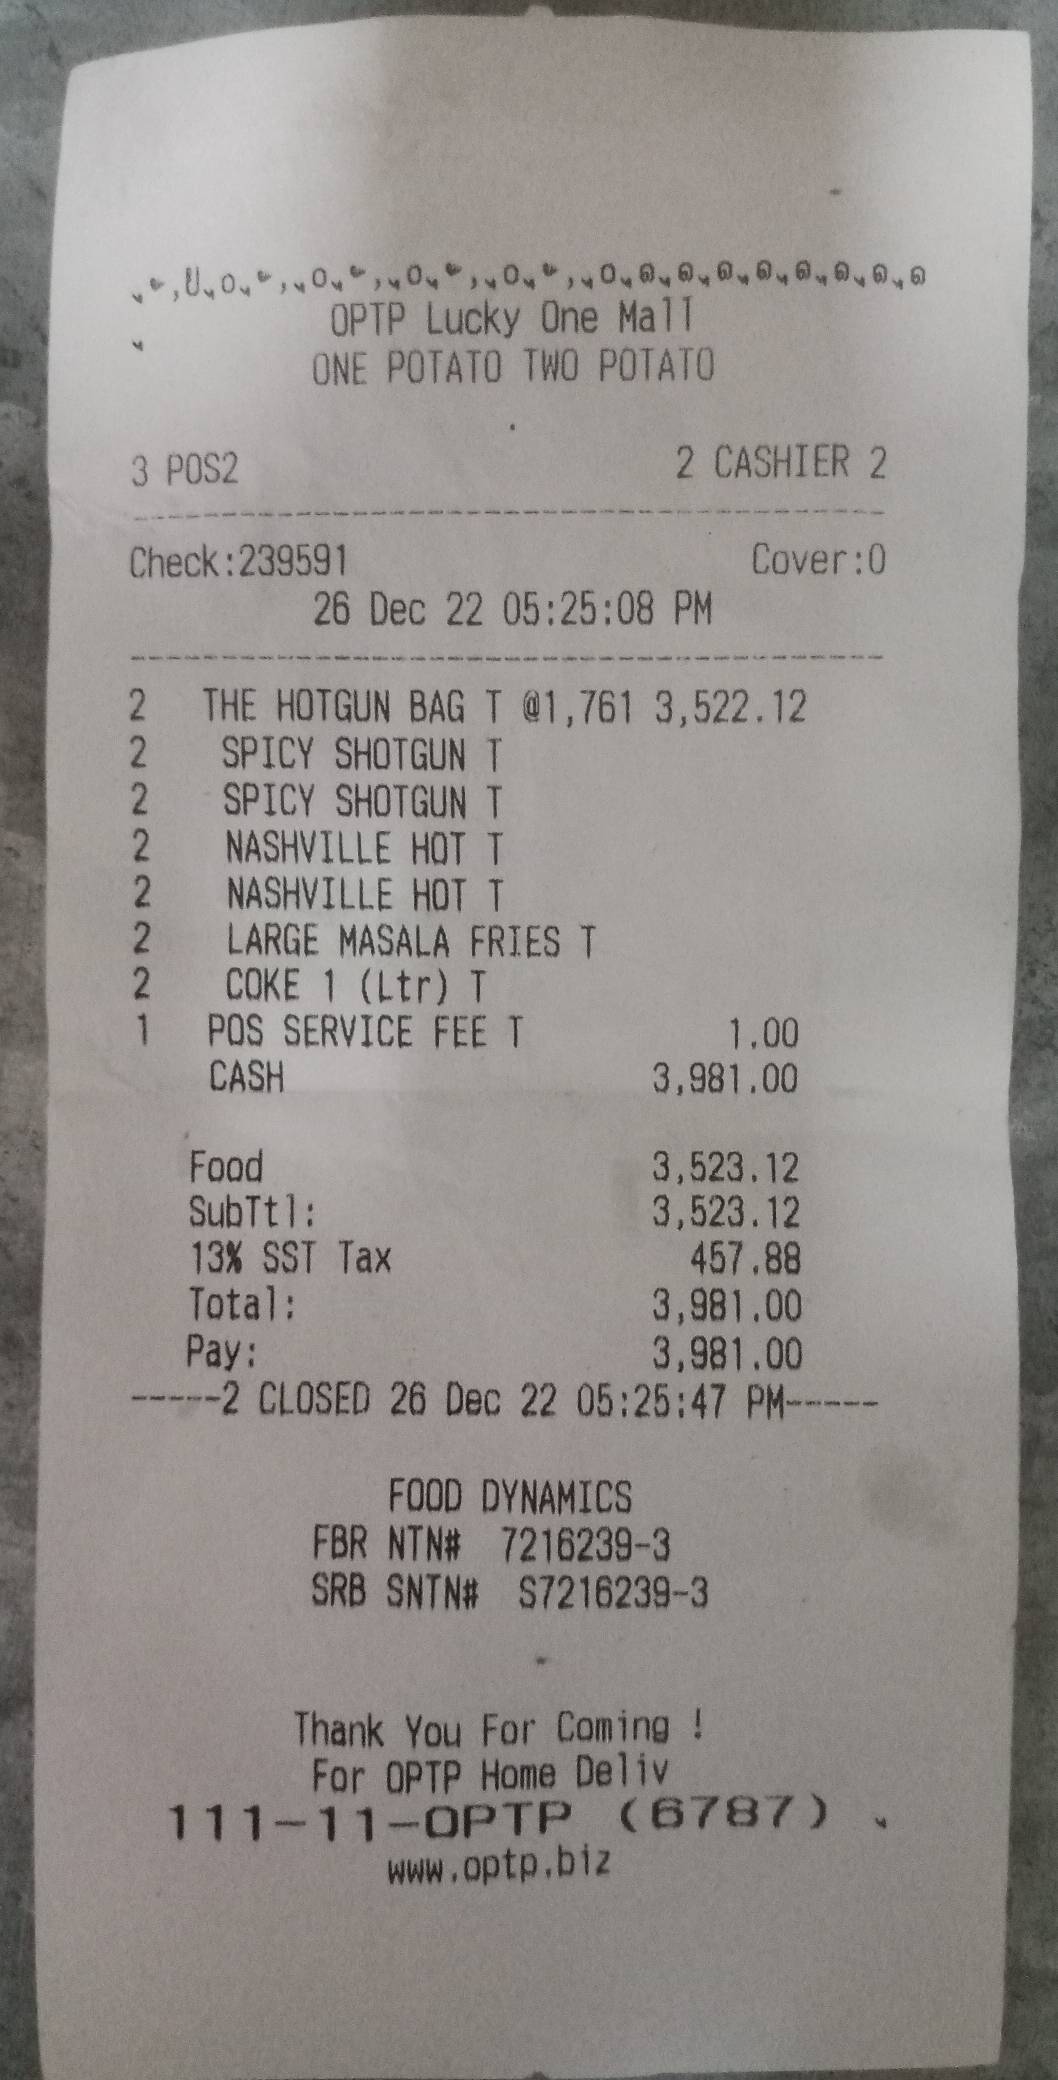 OPTP Lucky One Mall
ONE POTATO TWO POTATO
3 POS2 2 CASHIER 2
Check:239591 Cover:0
26 Dec 22 05:25:08 PM
2 THE HOTGUN BAG T @1,761 3,522.12
2 SPICY SHOTGUN T
2 SPICY SHOTGUN T
2 NASHVILLE HOT T
2 NASHVILLE HOT T
2 LARGE MASALA FRIES T
2 COKE 1 (Ltr) T
1 POS SERVICE FEE T 1.00
CASH 3,981.00
Food 3,523.12
SubTtl: 3,523.12
13% SST Tax 457.88
Total: 3,981.00
Pay: 3,981.00
-----2 CLOSED 26 Dec 22 05:25:47 PM-----
FOOD DYNAMICS
FBR NTN# 7216239-3
SRB SNTN# S7216239-3
Thank You For Coming !
For OPTP Home Deliv
111-11-OPTP (6787)
www.optp.biz